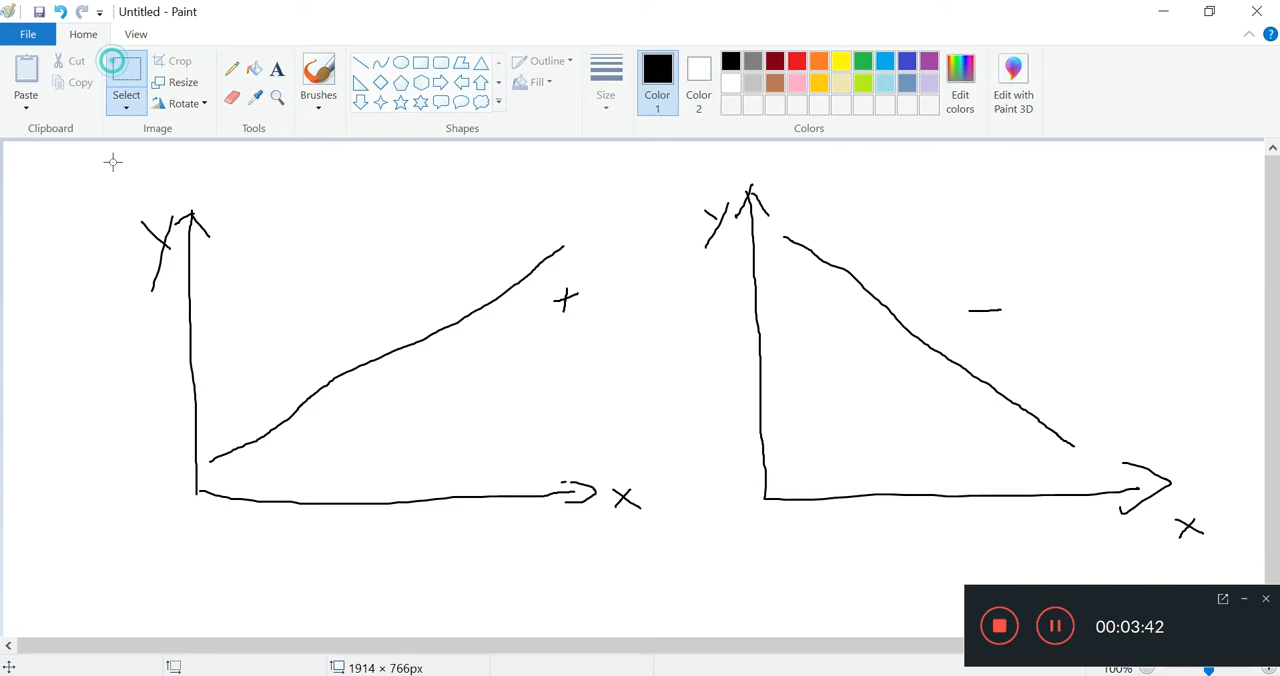 Untitled - Paint
File Home View
Paste
Cut
Copy
Clipboard
Select
Crop
Resize
Rotate
Image
A
Tools
Brushes
Outline
Fill
Shapes
Size
Color 1
Color 2
Edit colors
Colors
Edit with Paint 3D
y
+
x
y
−
x
00:03:42
1914 × 766px
100%